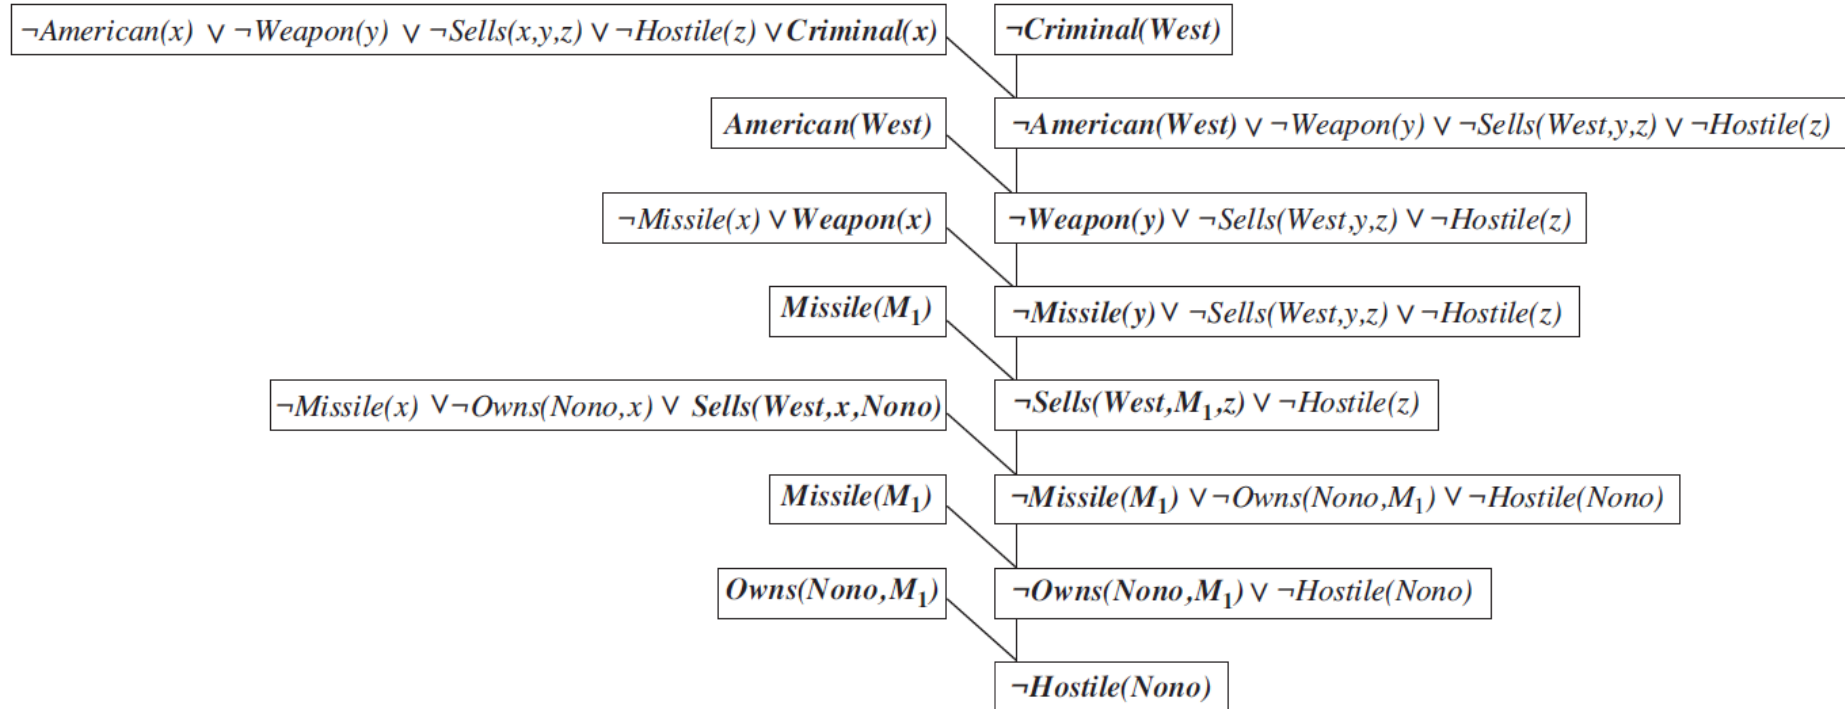 ¬American(x) ∨ ¬Weapon(y) ∨ ¬Sells(x,y,z) ∨ ¬Hostile(z) ∨ Criminal(x) ¬Criminal(West)
American(West) ¬American(West) ∨ ¬Weapon(y) ∨ ¬Sells(West,y,z) ∨ ¬Hostile(z)
¬Missile(x) ∨ Weapon(x) ¬Weapon(y) ∨ ¬Sells(West,y,z) ∨ ¬Hostile(z)
Missile(M₁) ¬Missile(y) ∨ ¬Sells(West,y,z) ∨ ¬Hostile(z)
¬Missile(x) ∨ ¬Owns(Nono,x) ∨ Sells(West,x,Nono) ¬Sells(West,M₁,z) ∨ ¬Hostile(z)
Missile(M₁) ¬Missile(M₁) ∨ ¬Owns(Nono,M₁) ∨ ¬Hostile(Nono)
Owns(Nono,M₁) ¬Owns(Nono,M₁) ∨ ¬Hostile(Nono)
¬Hostile(Nono)